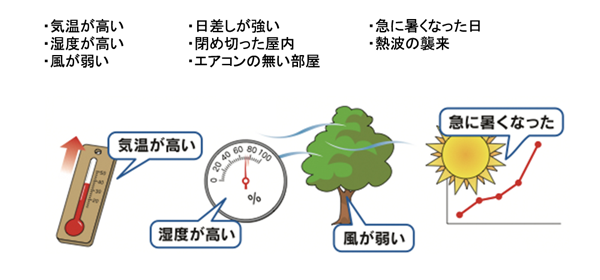 ・気温が高い
・湿度が高い
・風が弱い
・日差しが強い
・閉め切った屋内
・エアコンの無い部屋
・急に暑くなった日
・熱波の襲来
気温が高い
50
40
30
20
0 20 40 60 80 100
%
湿度が高い
風が弱い
急に暑くなった